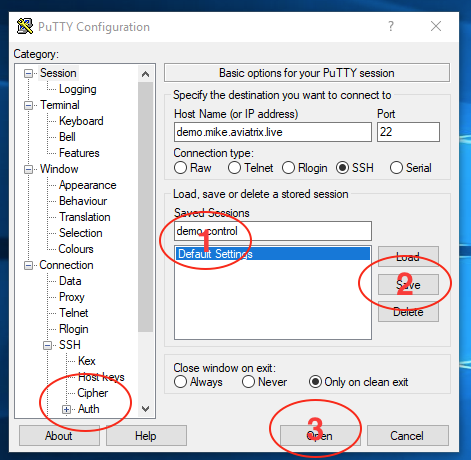 PuTTY Configuration
Category:
Session
Logging
Terminal
Keyboard
Bell
Features
Window
Appearance
Behaviour
Translation
Selection
Colours
Connection
Data
Proxy
Telnet
Rlogin
SSH
Kex
Host keys
Cipher
Auth
Basic options for your PuTTY session
Specify the destination you want to connect to
Host Name (or IP address) Port
demo.mike.aviatrix.live 22
Connection type:
Raw Telnet Rlogin SSH Serial
Load, save or delete a stored session
Saved Sessions
demo control
1
Default Settings
Load
Save
2
Delete
Close window on exit:
Always Never Only on clean exit
3
About Help Open Cancel